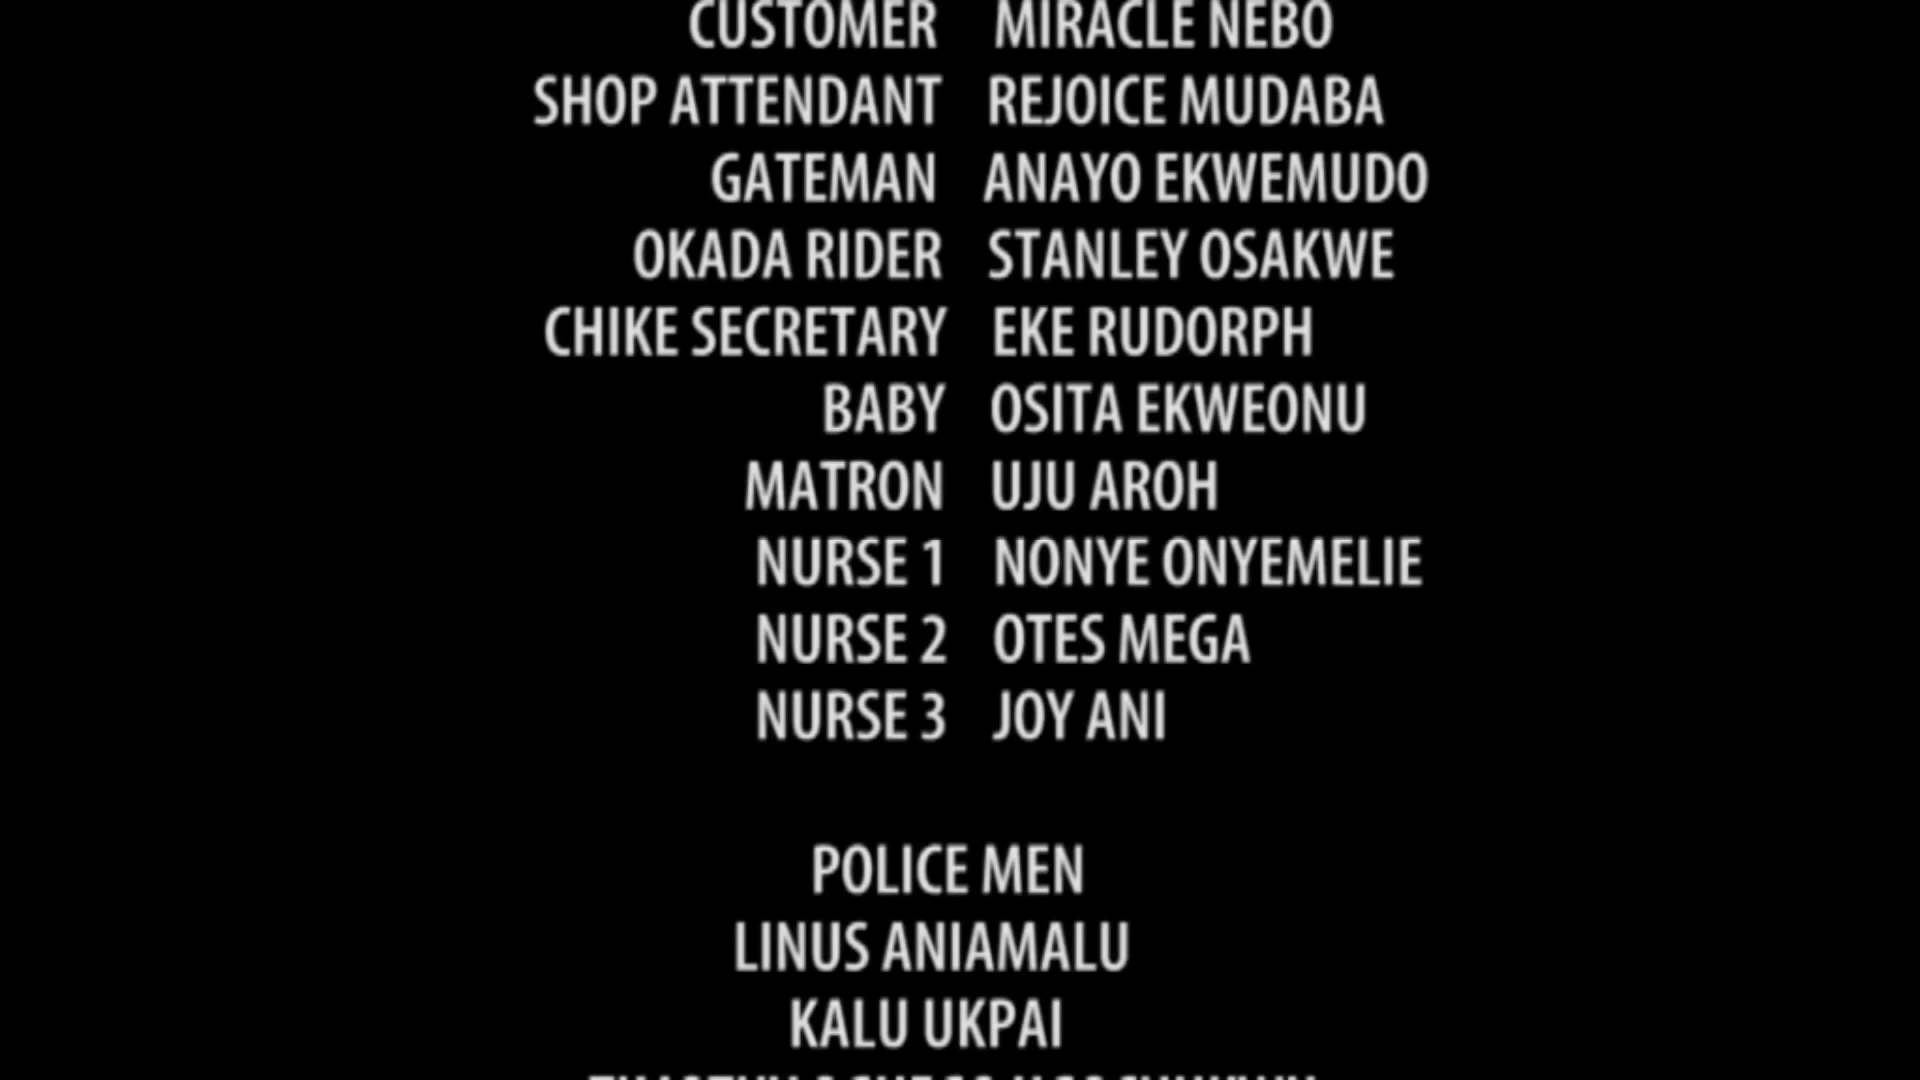 CUSTOMER MIRACLE NEBO
SHOP ATTENDANT REJOICE MUDABA
GATEMAN ANAYO EKWEMUDO
OKADA RIDER STANLEY OSAKWE
CHIKE SECRETARY EKE RUDORPH
BABY OSITA EKWEONU
MATRON UJU AROH
NURSE 1 NONYE ONYEMELIE
NURSE 2 OTES MEGA
NURSE 3 JOY ANI
POLICE MEN
LINUS ANIAMALU
KALU UKPAI